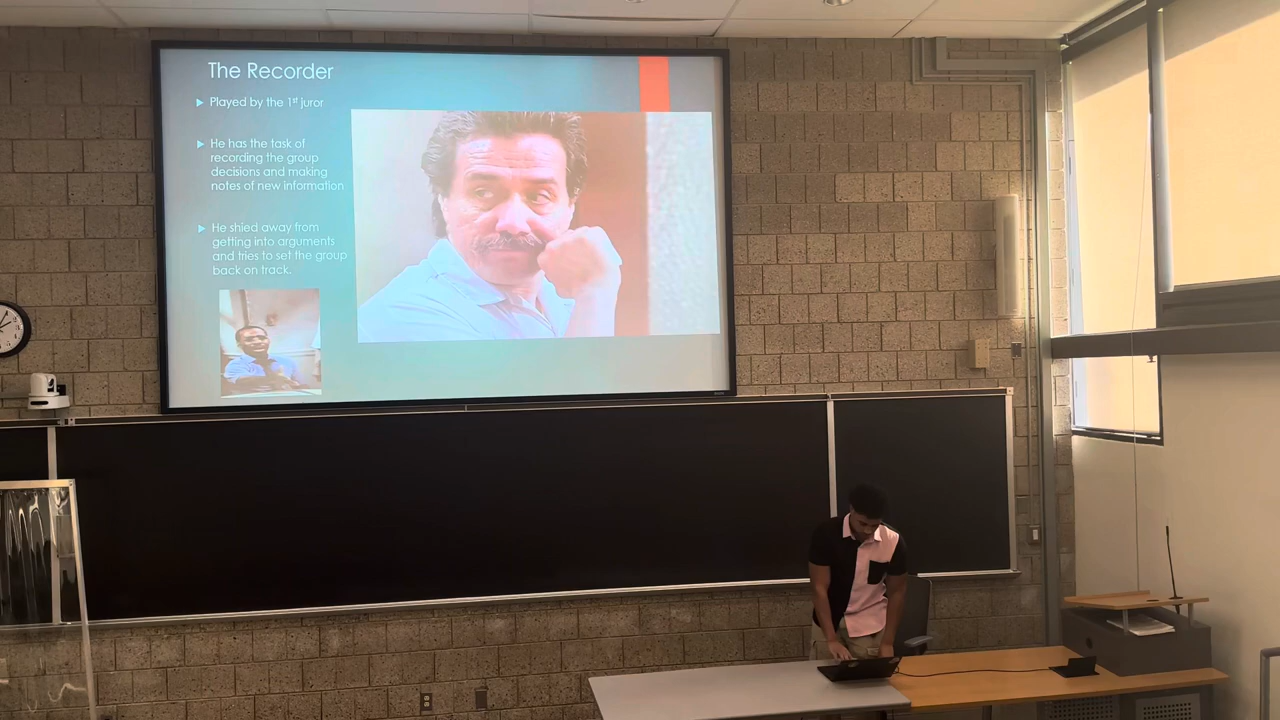 The Recorder
Played by the 1st juror
He has the task of
recording the group
decisions and making
notes of new information
He shied away from
getting into arguments
and tries to set the group
back on track.